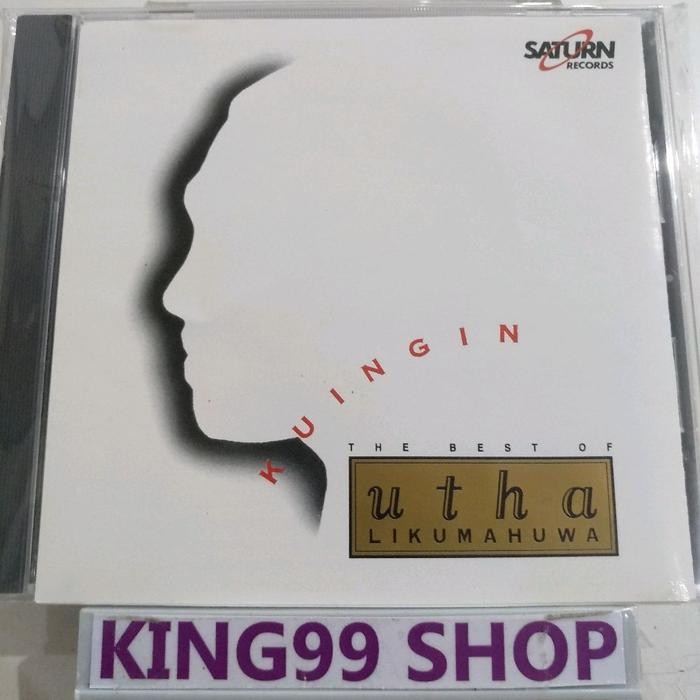 SATURN
RECORDS
KUINGIN
THE BEST OF
utha
LIKUMAHUWA
KING99 SHOP